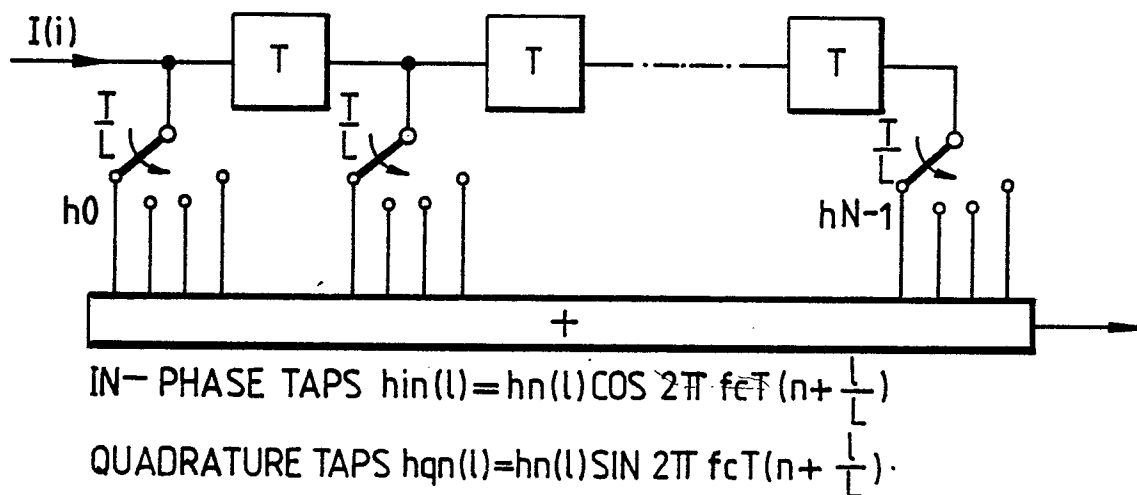 I(i)
T
T
T
T/L
T/L
T/L
h0
hN-1
+
IN-PHASE TAPS hin(l)=hn(l)COS 2π fcT(n+ l/L)
QUADRATURE TAPS hqn(l)=hn(l)SIN 2π fcT(n+ l/L).